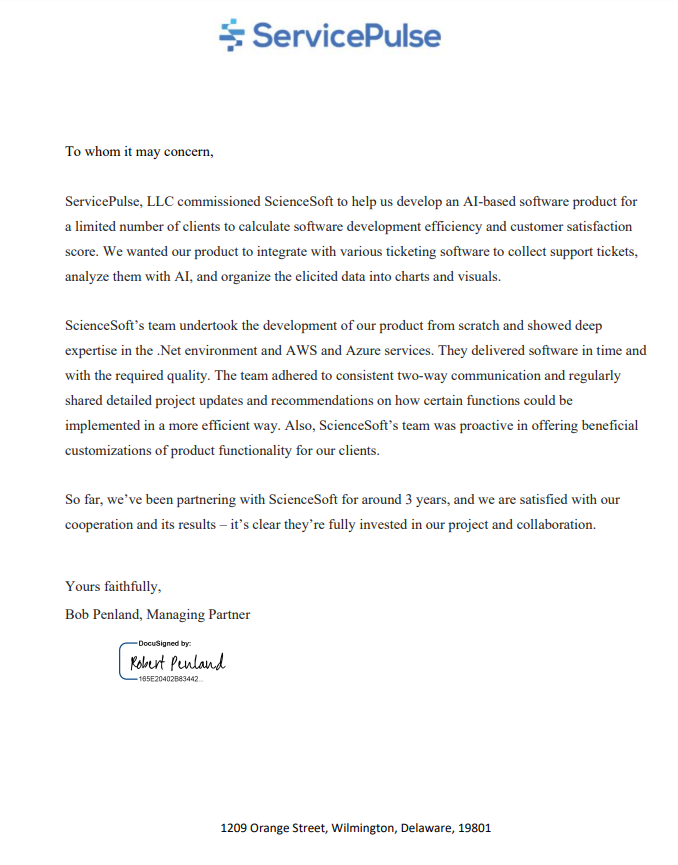 ServicePulse
To whom it may concern,
ServicePulse, LLC commissioned ScienceSoft to help us develop an AI-based software product for
a limited number of clients to calculate software development efficiency and customer satisfaction
score. We wanted our product to integrate with various ticketing software to collect support tickets,
analyze them with AI, and organize the elicited data into charts and visuals.
ScienceSoft’s team undertook the development of our product from scratch and showed deep
expertise in the .Net environment and AWS and Azure services. They delivered software in time and
with the required quality. The team adhered to consistent two-way communication and regularly
shared detailed project updates and recommendations on how certain functions could be
implemented in a more efficient way. Also, ScienceSoft’s team was proactive in offering beneficial
customizations of product functionality for our clients.
So far, we’ve been partnering with ScienceSoft for around 3 years, and we are satisfied with our
cooperation and its results – it’s clear they’re fully invested in our project and collaboration.
Yours faithfully,
Bob Penland, Managing Partner
DocuSigned by:
Robert Penland
165E20402B83442...
1209 Orange Street, Wilmington, Delaware, 19801